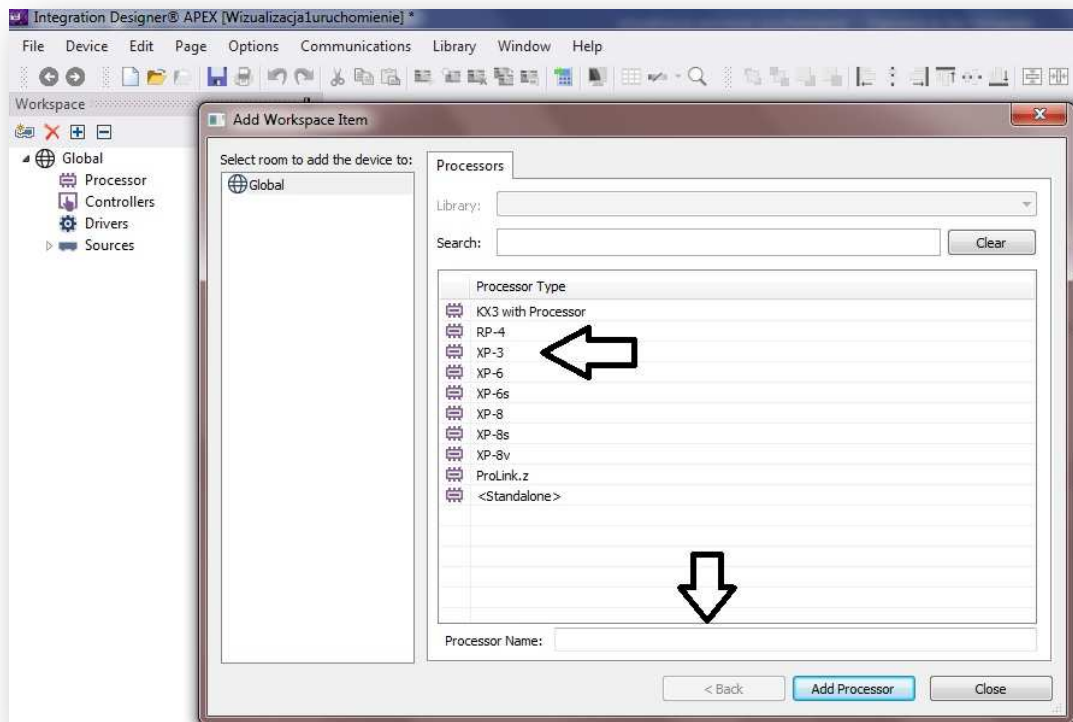 Integration Designer® APEX [Wizualizacja1uruchomienie] *
File Device Edit Page Options Communications Library Window Help
Workspace
Global
Processor
Controllers
Drivers
Sources
Add Workspace Item
Select room to add the device to:
Global
Processors
Library:
Search:
Clear
Processor Type
KX3 with Processor
RP-4
XP-3
XP-6
XP-6s
XP-8
XP-8s
XP-8v
ProLink.z
<Standalone>
Processor Name:
< Back Add Processor Close